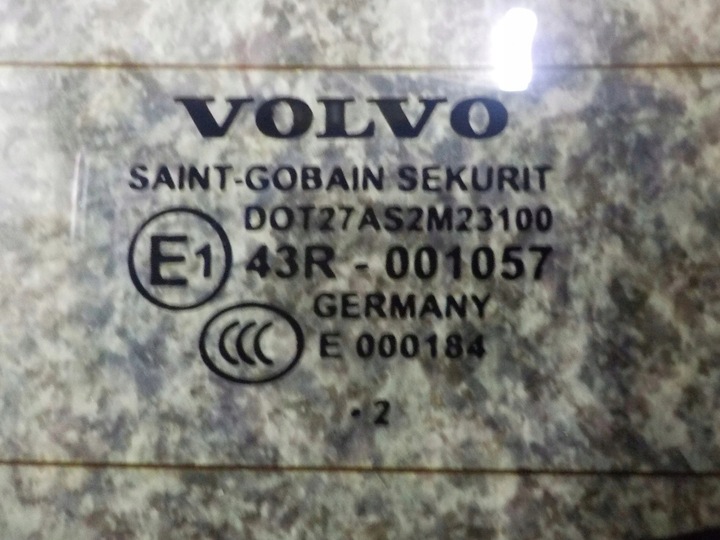 VOLVO
SAINT-GOBAIN SEKURIT
DOT27AS2M23100
E1 43R - 001057
GERMANY
CCC E 000184
· 2